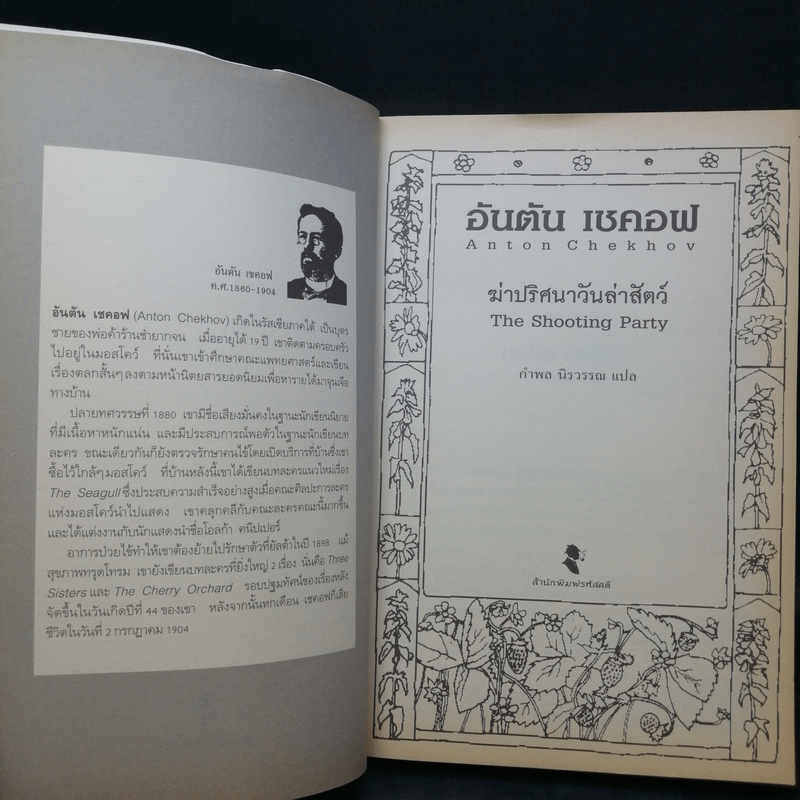 อันตัน เชคอฟ
ค.ศ.1860-1904
อันตัน เชคอฟ (Anton Chekhov) เกิดในรัสเซียภาคใต้ เป็นบุตร
ชายของพ่อค้าร้านชำยากจน เมื่ออายุได้ 19 ปี เขาติดตามครอบครัว
ไปอยู่ในมอสโคว์ ที่นั่นเขาเข้าศึกษาคณะแพทยศาสตร์และเขียน
เรื่องตลกสั้นๆ ลงตามหน้านิตยสารยอดนิยมเพื่อหารายได้มาจุนเจือ
ทางบ้าน
ปลายทศวรรษที่ 1880 เขามีชื่อเสียงมั่นคงในฐานะนักเขียนนิยาย
ที่มีเนื้อหาหนักแน่น และมีประสบการณ์พอตัวในฐานะนักเขียนบท
ละคร ขณะเดียวกันก็ยังตรวจรักษาคนไข้โดยเปิดบริการที่บ้านซึ่งเขา
ซื้อไว้ใกล้ๆ มอสโคว์ ที่บ้านหลังนี้เขาได้เขียนบทละครแนวใหม่เรื่อง
The Seagull ซึ่งประสบความสำเร็จอย่างสูงเมื่อคณะศิลปะการละคร
แห่งมอสโคว์นำไปแสดง เขาคลุกคลีกับคณะละครคณะนี้มากขึ้น
และได้แต่งงานกับนักแสดงนำชื่อโอลก้า คนิปเปอร์
อาการป่วยไข้ทำให้เขาต้องย้ายไปรักษาตัวที่ยัลต้าในปี 1898 แม้
สุขภาพทรุดโทรม เขายังเขียนบทละครที่ยิ่งใหญ่ 2 เรื่อง นั่นคือ Three
Sisters และ The Cherry Orchard รอบปฐมทัศน์ของเรื่องหลัง
จัดขึ้นในวันเกิดปีที่ 44 ของเขา หลังจากนั้นหกเดือน เชคอฟก็เสีย
ชีวิตในวันที่ 2 กรกฎาคม 1904
อันตัน เชคอฟ
Anton Chekhov
ฆ่าปริศนาวันล่าสัตว์
The Shooting Party
กำพล นิรวรรณ แปล
สำนักพิมพ์รหัสคดี